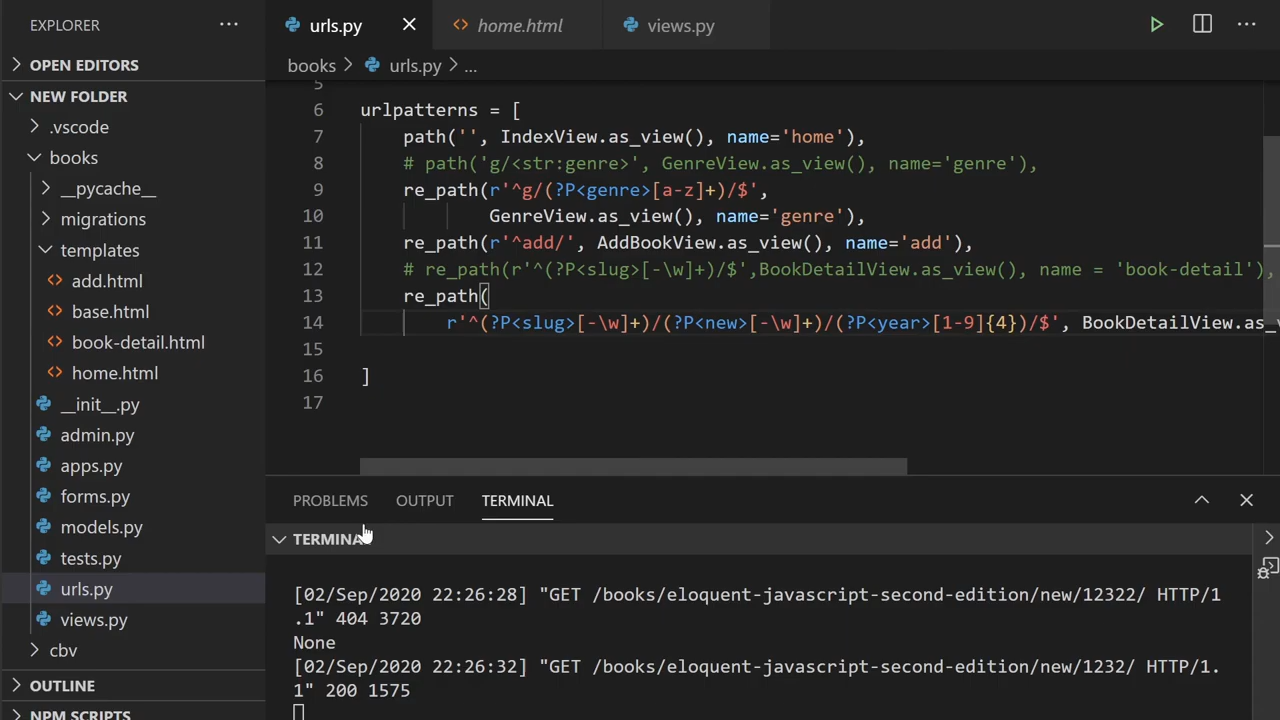 EXPLORER
···
OPEN EDITORS
NEW FOLDER
.vscode
books
__pycache__
migrations
templates
add.html
base.html
book-detail.html
home.html
__init__.py
admin.py
apps.py
forms.py
models.py
tests.py
urls.py
views.py
cbv
OUTLINE
NPM SCRIPTS
urls.py
home.html
views.py
books > urls.py > ...
5
6 urlpatterns = [
7 path('', IndexView.as_view(), name='home'),
8 # path('g/<str:genre>', GenreView.as_view(), name='genre'),
9 re_path(r'^g/(?P<genre>[a-z]+)/$',
10 GenreView.as_view(), name='genre'),
11 re_path(r'^add/', AddBookView.as_view(), name='add'),
12 # re_path(r'^(?P<slug>[-\w]+)/$',BookDetailView.as_view(), name = 'book-detail'),
13 re_path(
14 r'^(?P<slug>[-\w]+)/(?P<new>[-\w]+)/(?P<year>[1-9]{4})/$', BookDetailView.as_
15
16 ]
17
PROBLEMS OUTPUT TERMINAL
TERMINAL
[02/Sep/2020 22:26:28] "GET /books/eloquent-javascript-second-edition/new/12322/ HTTP/1
.1" 404 3720
None
[02/Sep/2020 22:26:32] "GET /books/eloquent-javascript-second-edition/new/1232/ HTTP/1.
1" 200 1575